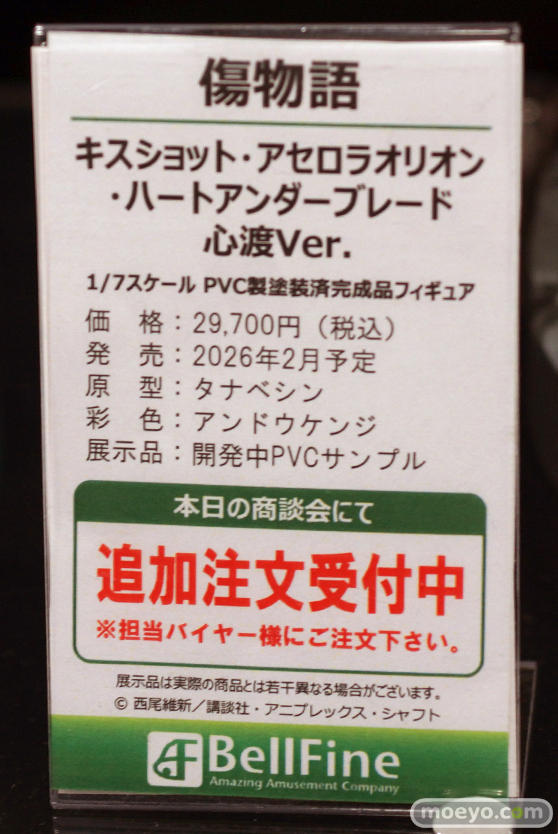 傷物語
キスショット・アセロラオリオン
・ハートアンダーブレード
心渡Ver.
1/7スケール PVC製塗装済完成品フィギュア
価　格：29,700円（税込）
発　売：2026年2月予定
原　型：タナベシン
彩　色：アンドウケンジ
展示品：開発中PVCサンプル
本日の商談会にて
追加注文受付中
※担当バイヤー様にご注文下さい。
展示品は実際の商品とは若干異なる場合がございます。
© 西尾維新／講談社・アニプレックス・シャフト
BellFine
Amazing Amusement Company
moeyo.com